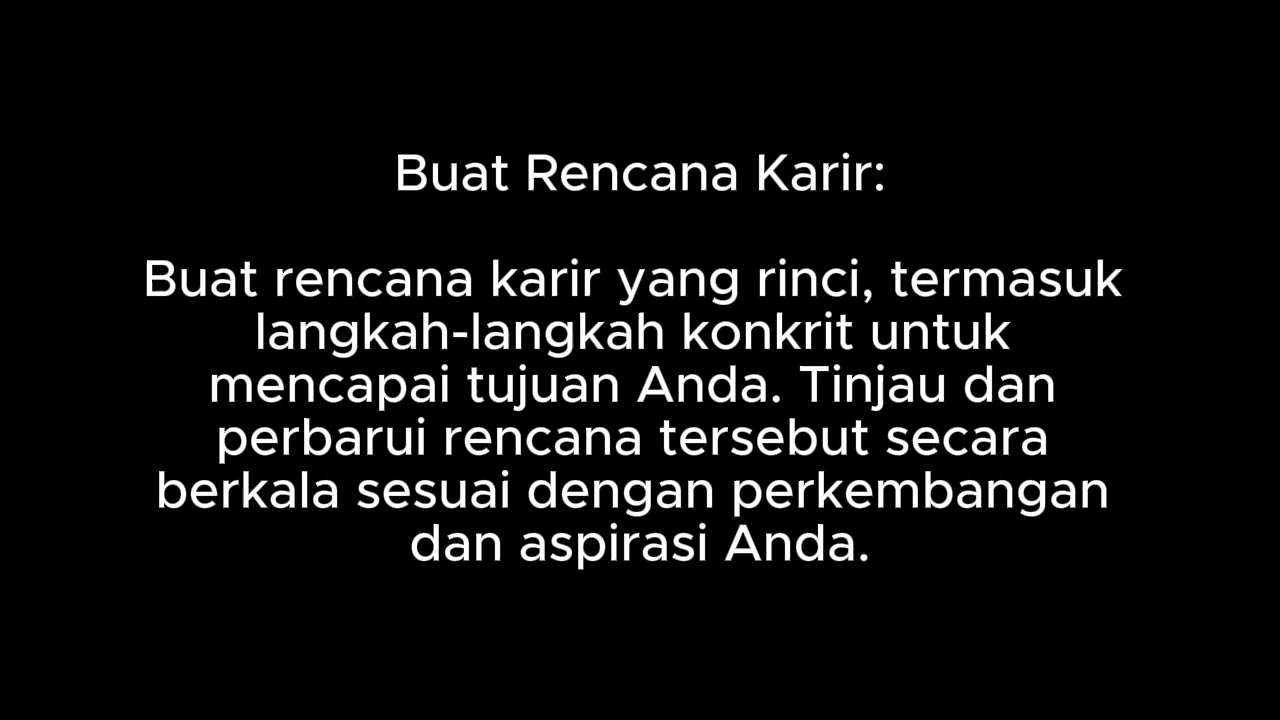 Buat Rencana Karir:
Buat rencana karir yang rinci, termasuk
langkah-langkah konkrit untuk
mencapai tujuan Anda. Tinjau dan
perbarui rencana tersebut secara
berkala sesuai dengan perkembangan
dan aspirasi Anda.